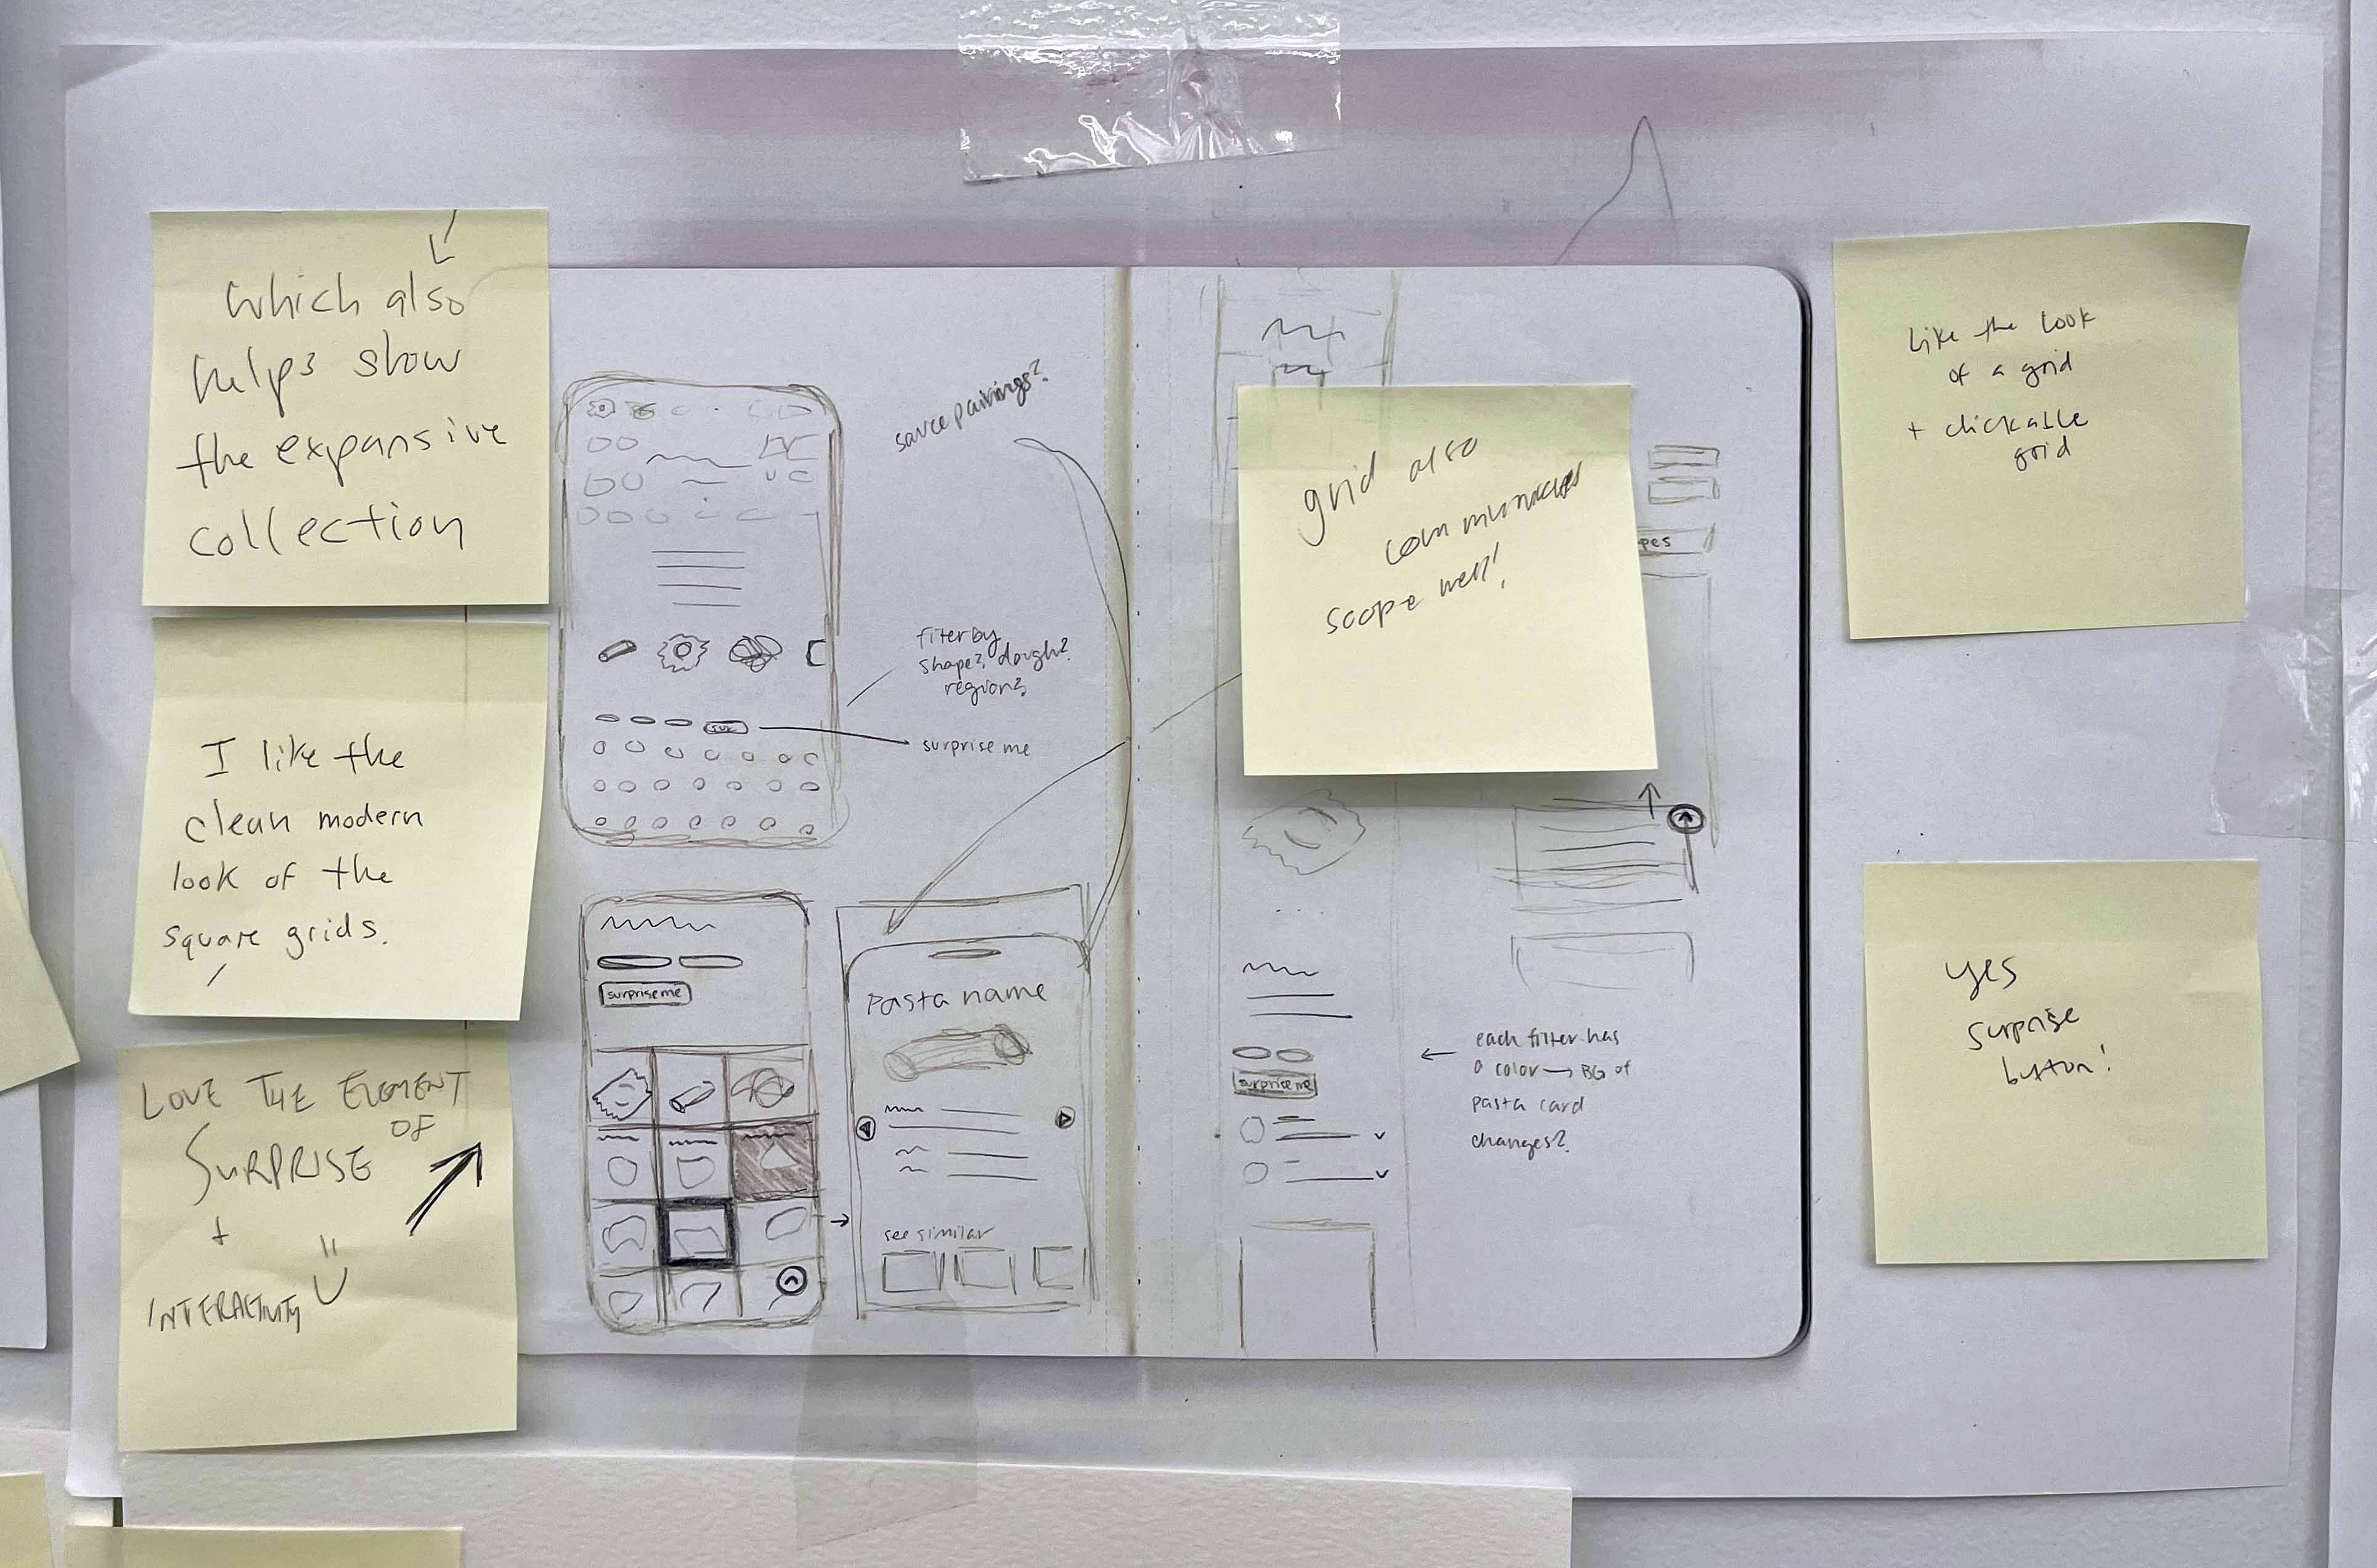 which also
helps show
the expansive
collection
I like the
clean modern
look of the
square grids.
LOVE THE ELEMENT
OF
SURPRISE
+
INTERACTIVITY
sauce pairings?
filter by
shape? dough?
region?
sur
surprise me
surprise me
Pasta name
see similar
grid also
communicates
scope well!
pes
surprise me
each filter has
a color → BG of
pasta card
changes?
Like the look
of a grid
+ clickable
grid
yes
surprise
button!